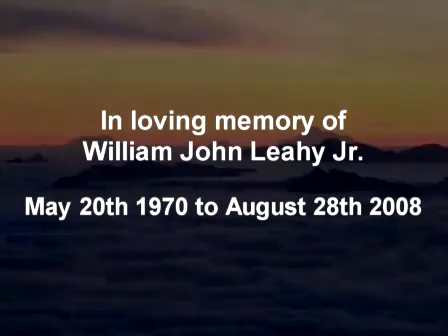 In loving memory of
William John Leahy Jr.
May 20th 1970 to August 28th 2008